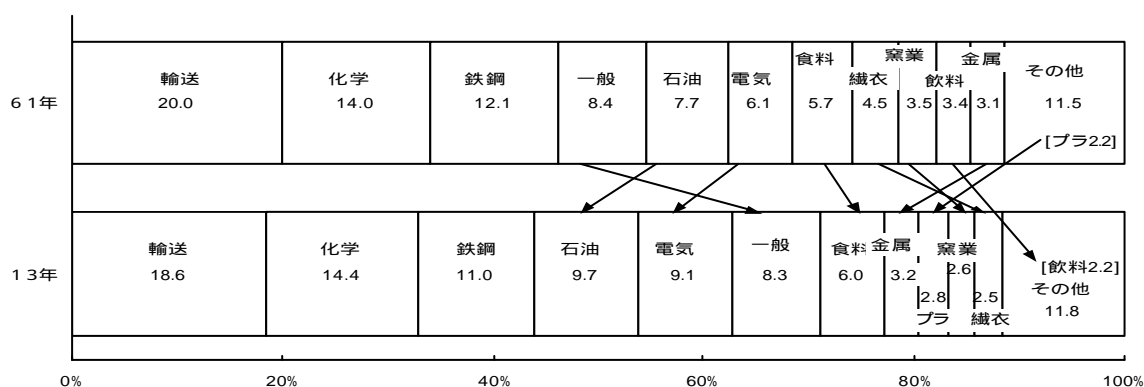 輸送 化学 鉄鋼 一般 石油 電気 食料 繊衣 窯業 飲料 金属 その他
61年 20.0 14.0 12.1 8.4 7.7 6.1 5.7 4.5 3.5 3.4 3.1 11.5
[プラ2.2]
輸送 化学 鉄鋼 石油 電気 一般 食料 金属 窯業 [飲料2.2]
13年 18.6 14.4 11.0 9.7 9.1 8.3 6.0 3.2 2.6 その他
2.8 2.5 11.8
プラ 繊衣
0% 20% 40% 60% 80% 100%